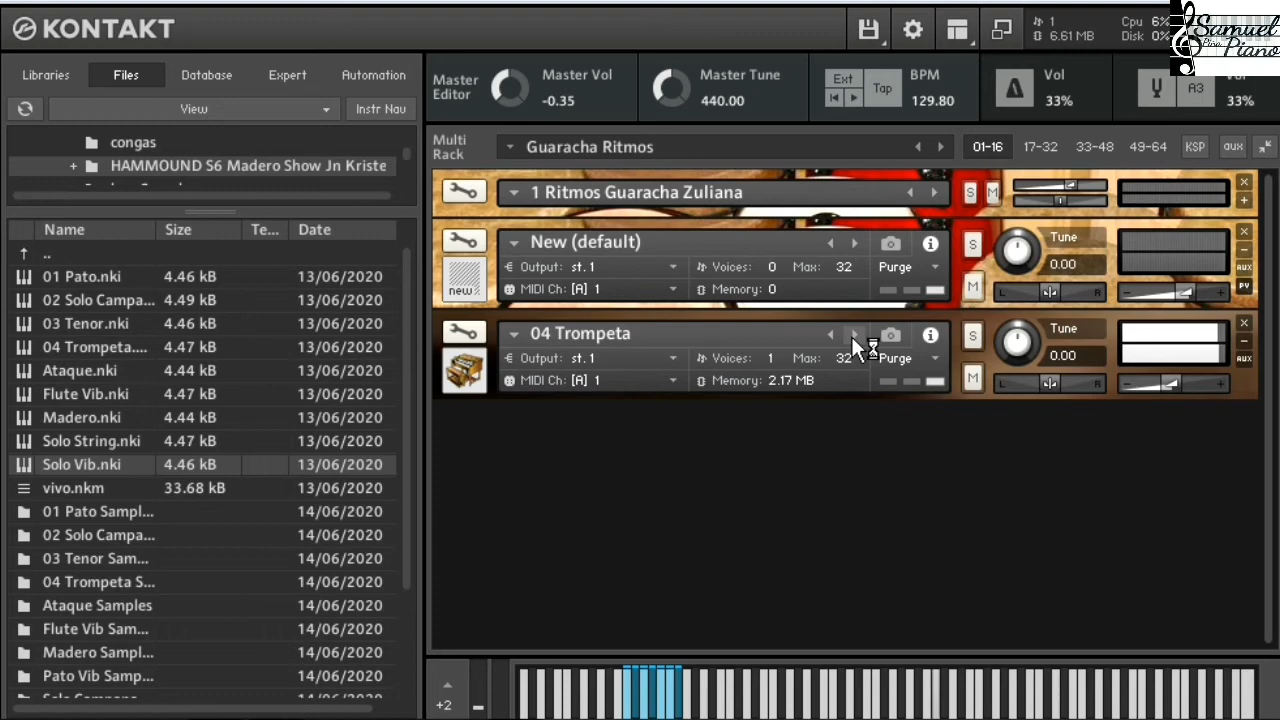 KONTAKT
1
6.61 MB
Cpu 6%
Disk 0%
Samuel
Pino
Piano
Libraries Files Database Expert Automation
View Instr Nav
congas
+ HAMMOUND S6 Madero Show Jn Kriste
Name Size Te... Date
..
01 Pato.nki 4.46 kB 13/06/2020
02 Solo Campa... 4.49 kB 13/06/2020
03 Tenor.nki 4.47 kB 13/06/2020
04 Trompeta.... 4.47 kB 13/06/2020
Ataque.nki 4.44 kB 13/06/2020
Flute Vib.nki 4.47 kB 13/06/2020
Madero.nki 4.44 kB 13/06/2020
Solo String.nki 4.47 kB 13/06/2020
Solo Vib.nki 4.46 kB 13/06/2020
vivo.nkm 33.68 kB 13/06/2020
01 Pato Sampl... 14/06/2020
02 Solo Campa... 14/06/2020
03 Tenor Sam... 14/06/2020
04 Trompeta S... 14/06/2020
Ataque Samples 14/06/2020
Flute Vib Sam... 14/06/2020
Madero Sampl... 14/06/2020
Pato Vib Samp... 14/06/2020
Master Editor
Master Vol
-0.35
Master Tune
440.00
Ext
Tap
BPM
129.80
Vol
33%
A3
Vol
33%
Multi Rack
Guaracha Ritmos
01-16 17-32 33-48 49-64 KSP aux
1 Ritmos Guaracha Zuliana
S M
New (default)
Output: st.1 Voices: 0 Max: 32 Purge
MIDI Ch: [A] 1 Memory: 0
new
S
M
Tune
0.00
L R
AUX
PV
04 Trompeta
Output: st.1 Voices: 1 Max: 32 Purge
MIDI Ch: [A] 1 Memory: 2.17 MB
S
M
Tune
0.00
L R
AUX
+2